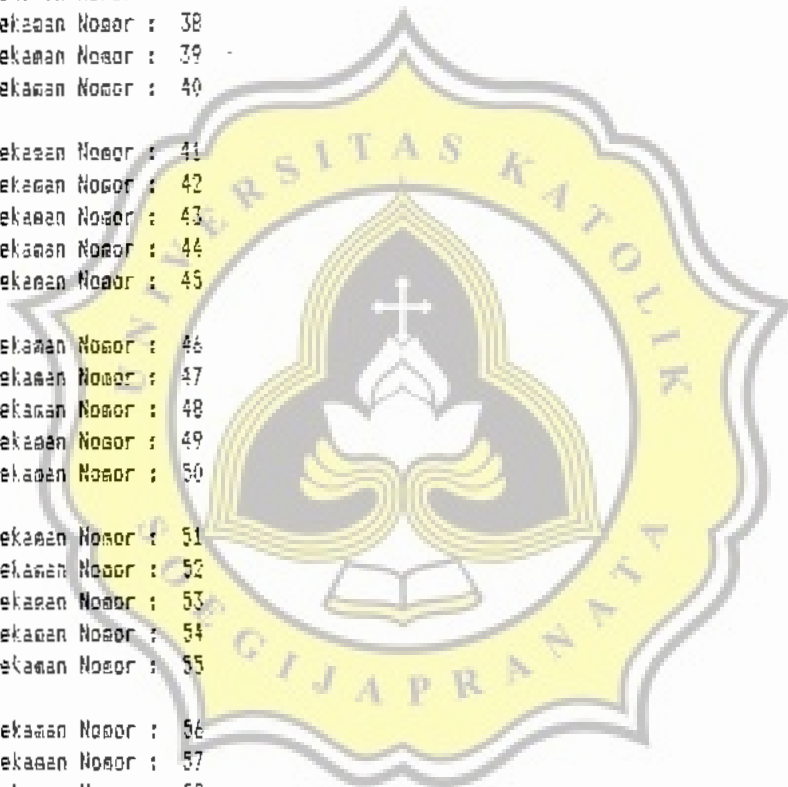 ekaman Nomor : 38
ekaman Nomor : 39
ekaman Nomor : 40
ekaman Nomor : 41
ekaman Nomor : 42
ekaman Nomor : 43
ekaman Nomor : 44
ekaman Nomor : 45
ekaman Nomor : 46
ekaman Nomor : 47
ekaman Nomor : 48
ekaman Nomor : 49
ekaman Nomor : 50
ekaman Nomor : 51
ekaman Nomor : 52
ekaman Nomor : 53
ekaman Nomor : 54
ekaman Nomor : 55
ekaman Nomor : 56
ekaman Nomor : 57
UNIVERSITAS KATOLIK
SOEGIJAPRANATA